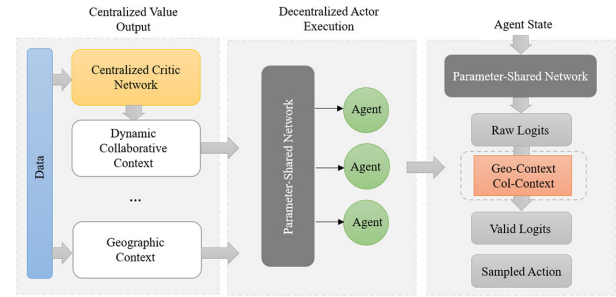 Centralized Value
Output
Decentralized Actor
Execution
Agent State
Data
Centralized Critic
Network
Dynamic
Collaborative
Context
...
Geographic
Context
Parameter-Shared Network
Agent
Agent
Agent
Parameter-Shared Network
Raw Logits
Geo-Context
Col-Context
Valid Logits
Sampled Action